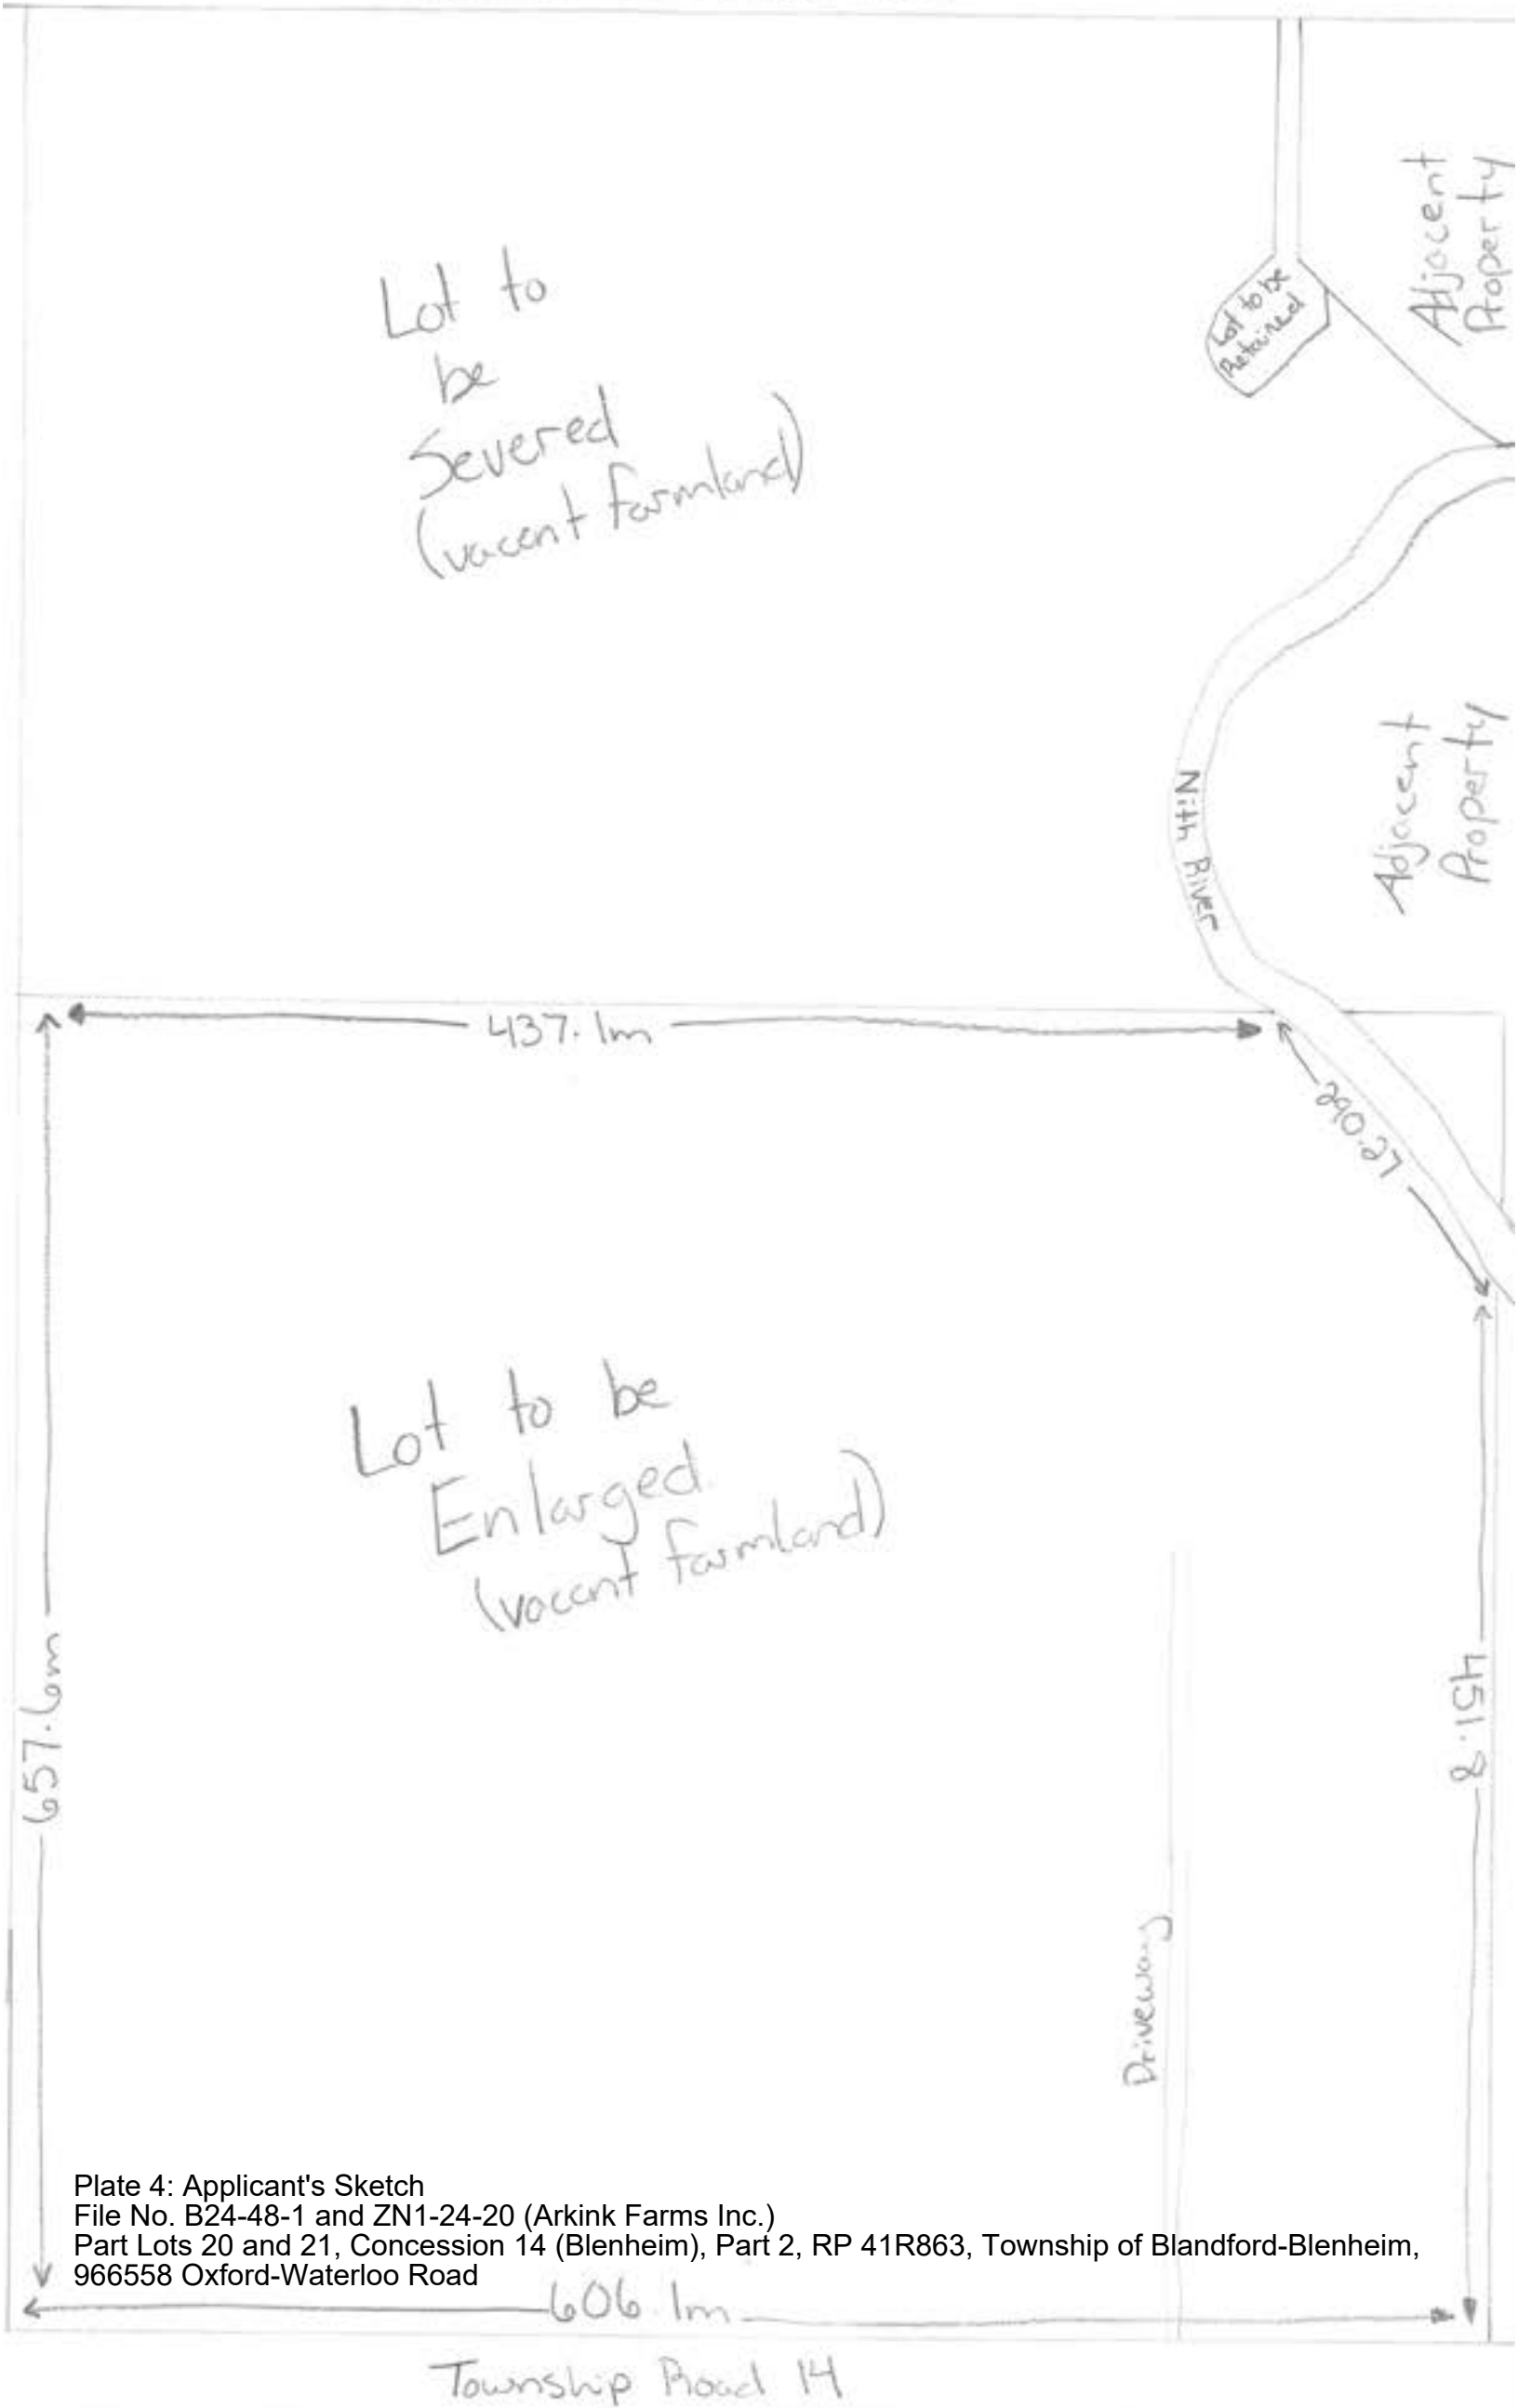 Lot to
be
Severed
(vacant farmland)
Lot to be
Retained
Adjacent
Property
Nith River
Adjacent
Property
437.1m
290.27
Lot to be
Enlarged
(vacant farmland)
657.6m
451.8
Driveway
Plate 4: Applicant's Sketch
File No. B24-48-1 and ZN1-24-20 (Arkink Farms Inc.)
Part Lots 20 and 21, Concession 14 (Blenheim), Part 2, RP 41R863, Township of Blandford-Blenheim,
966558 Oxford-Waterloo Road
606.1m
Township Road 14